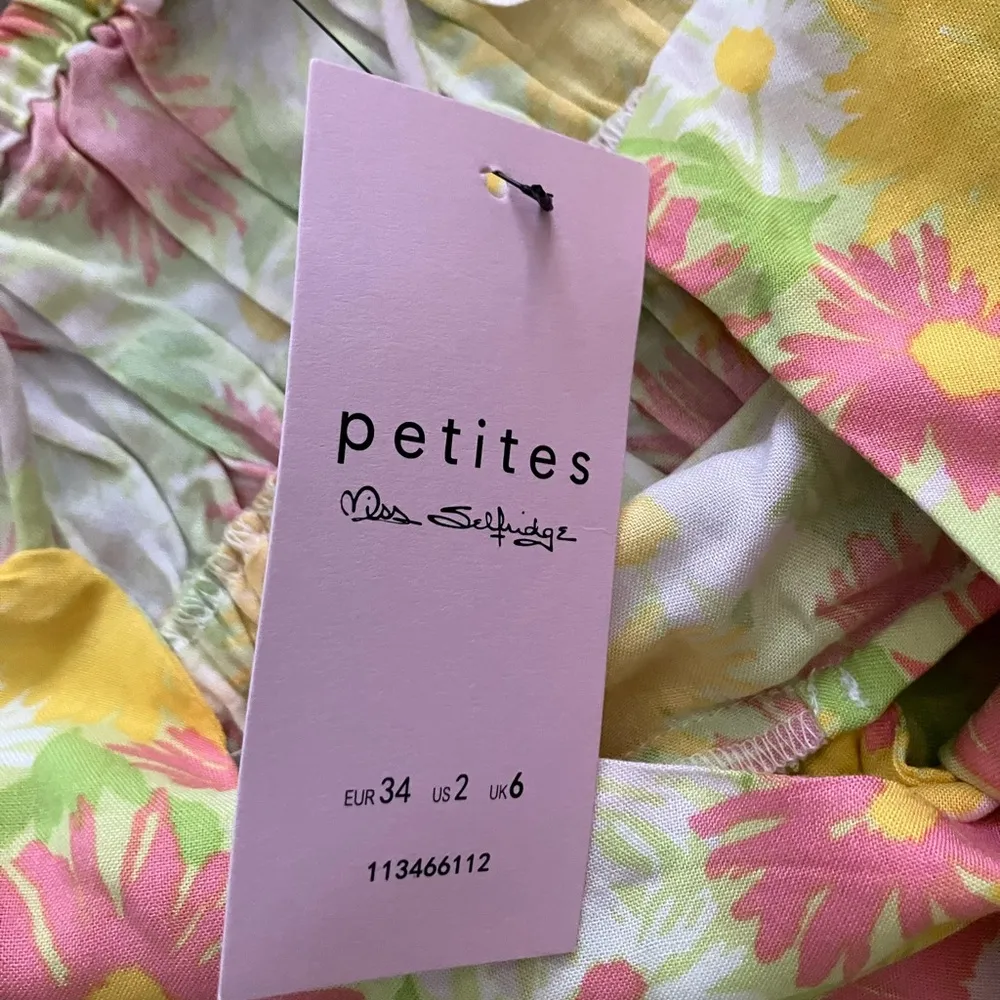 petites
Miss Selfridge
EUR 34 US 2 UK 6
113466112